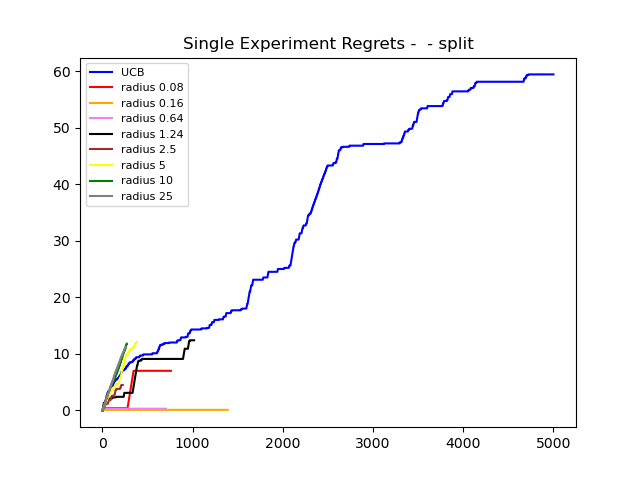 Single Experiment Regrets -  - split
UCB
radius 0.08
radius 0.16
radius 0.64
radius 1.24
radius 2.5
radius 5
radius 10
radius 25
60
50
40
30
20
10
0
0 1000 2000 3000 4000 5000